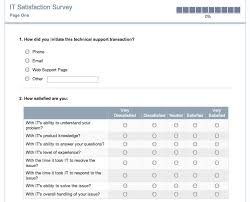 IT Satisfaction Survey
Page One
0%
1. How did you initiate this technical support transaction?
Phone
Email
Web Support Page
Other
2. How satisfied are you:
Very Dissatisfied Dissatisfied Neutral Satisfied Very Satisfied
With IT's ability to understand your
problem?
With IT's product knowledge?
With IT's ability to answer your questions?
With IT's level of experience?
With the time it took IT to resolve the
issue?
With the time it took IT to respond to the
issue?
With IT's ability to solve the issue?
With IT's overall handling of your issue?